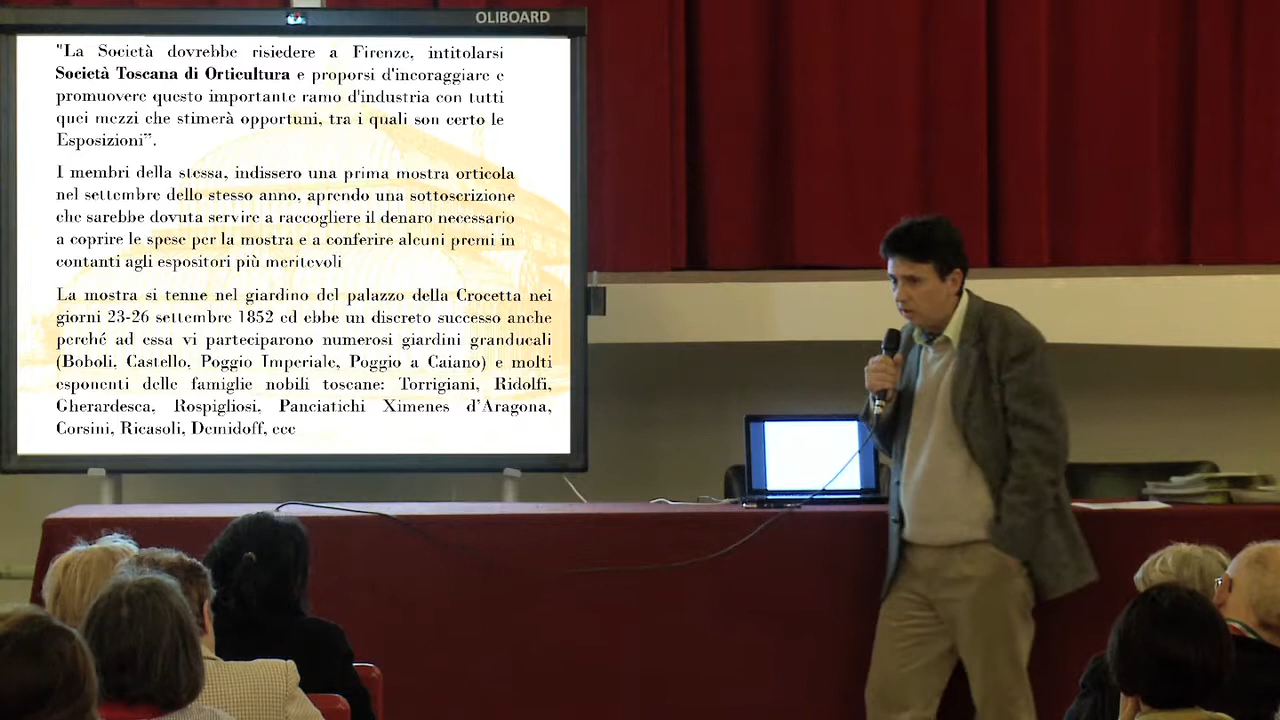 OLIBOARD
"La Società dovrebbe risiedere a Firenze, intitolarsi
Società Toscana di Orticultura e proporsi d'incoraggiare e
promuovere questo importante ramo d'industria con tutti
quei mezzi che stimerà opportuni, tra i quali son certo le
Esposizioni”.
I membri della stessa, indissero una prima mostra orticola
nel settembre dello stesso anno, aprendo una sottoscrizione
che sarebbe dovuta servire a raccogliere il denaro necessario
a coprire le spese per la mostra e a conferire alcuni premi in
contanti agli espositori più meritevoli
La mostra si tenne nel giardino del palazzo della Crocetta nei
giorni 23-26 settembre 1852 ed ebbe un discreto successo anche
perché ad essa vi parteciparono numerosi giardini granducali
(Boboli, Castello, Poggio Imperiale, Poggio a Caiano) e molti
esponenti delle famiglie nobili toscane: Torrigiani, Ridolfi,
Gherardesca, Rospigliosi, Panciatichi Ximenes d'Aragona,
Corsini, Ricasoli, Demidoff, ecc